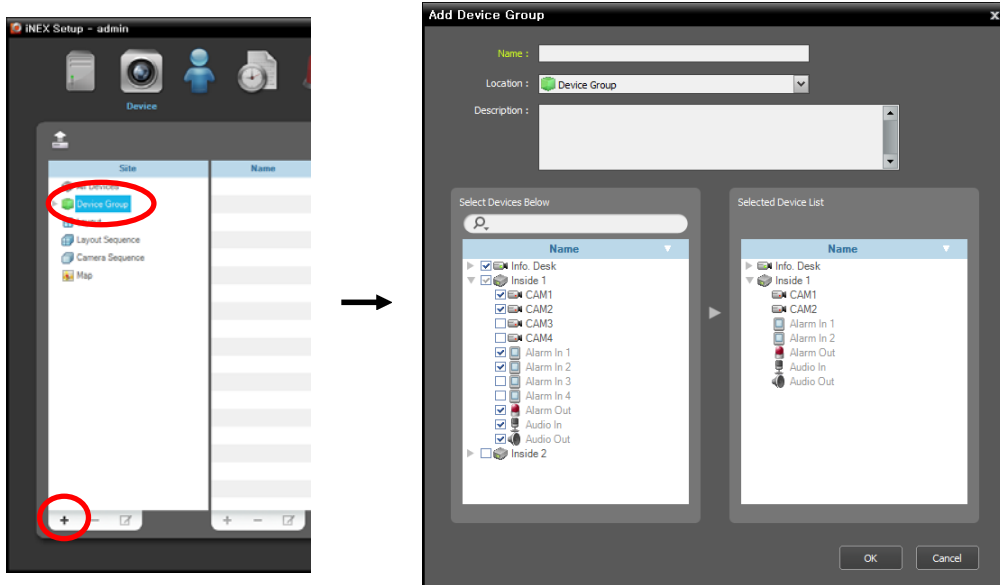 iNEX Setup - admin
Device
Site
Name
All Devices
Device Group
Layout
Layout Sequence
Camera Sequence
Map
+ -
+ -
Add Device Group
x
Name :
Location :
Device Group
Description :
Select Devices Below
Name
Info. Desk
Inside 1
CAM1
CAM2
CAM3
CAM4
Alarm In 1
Alarm In 2
Alarm In 3
Alarm In 4
Alarm Out
Audio In
Audio Out
Inside 2
Selected Device List
Name
Info. Desk
Inside 1
CAM1
CAM2
Alarm In 1
Alarm In 2
Alarm Out
Audio In
Audio Out
OK
Cancel